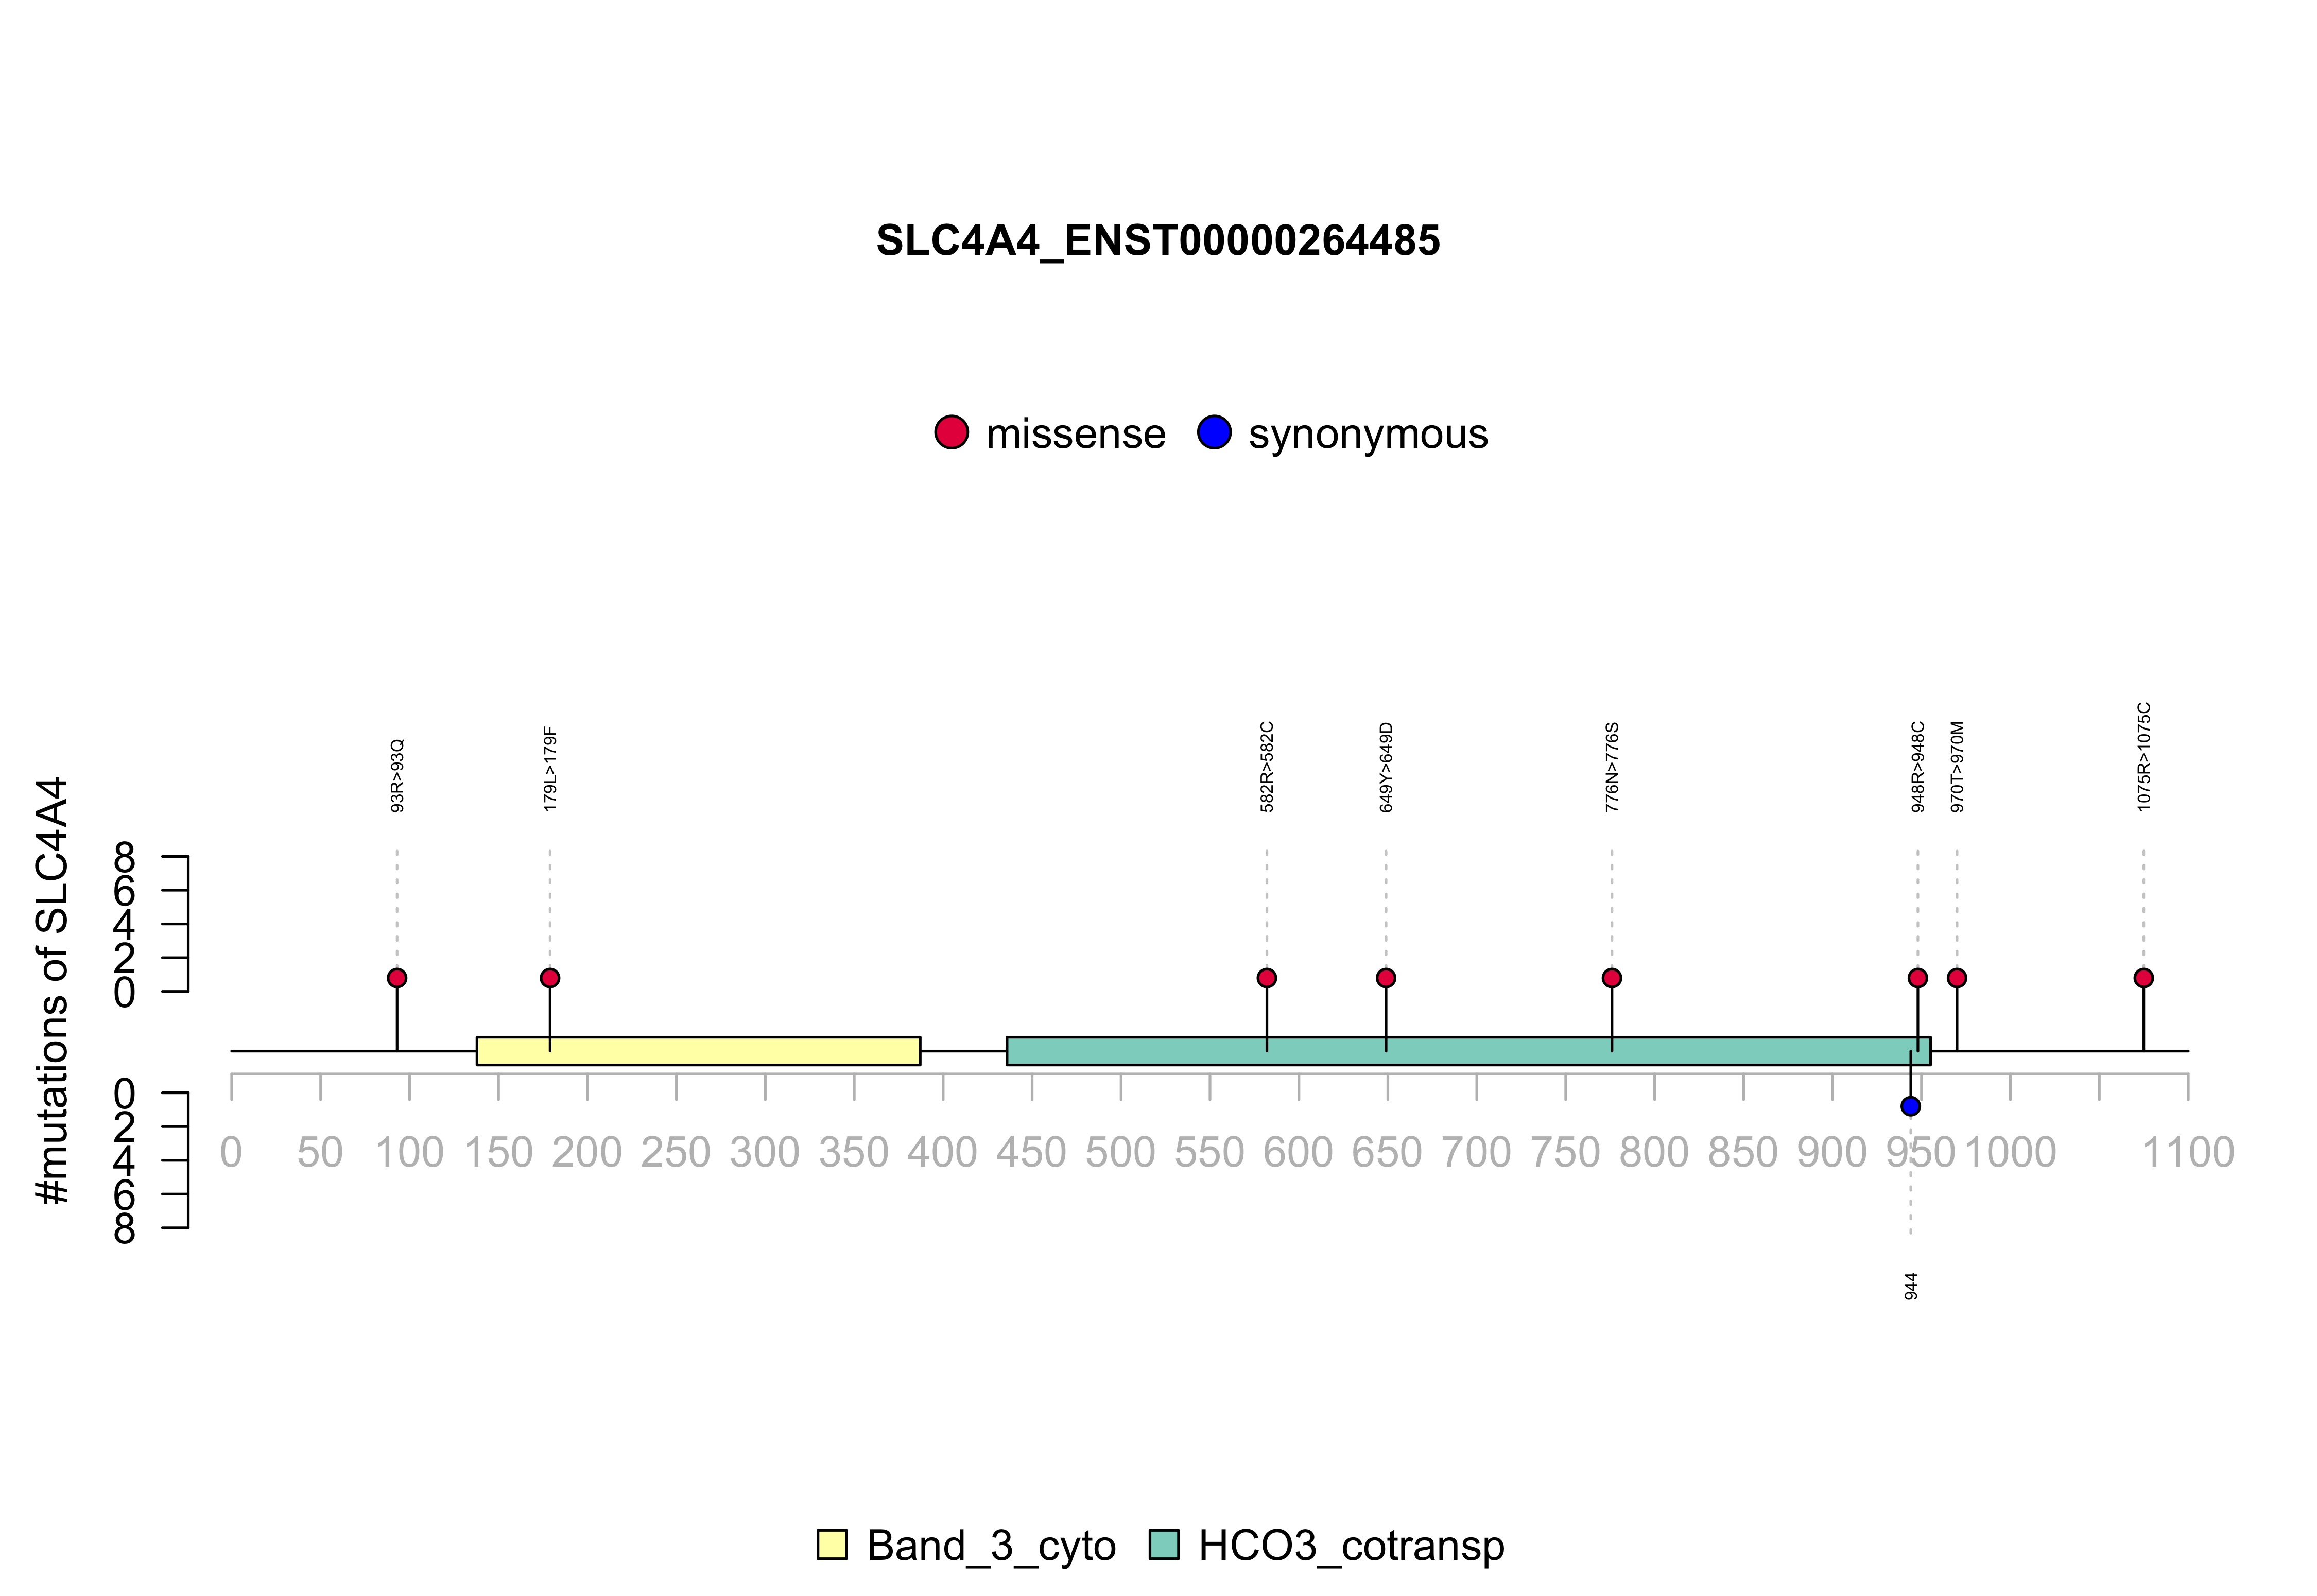 SLC4A4_ENST00000264485
missense synonymous
93R>93Q
179L>179F
582R>582C
649Y>649D
776N>776S
948R>948C
970T>970M
1075R>1075C
#mutations of SLC4A4
8
6
4
2
0
0
2
4
6
8
0 50 100 150 200 250 300 350 400 450 500 550 600 650 700 750 800 850 900 950 1000 1100
944
Band_3_cyto HCO3_cotransp